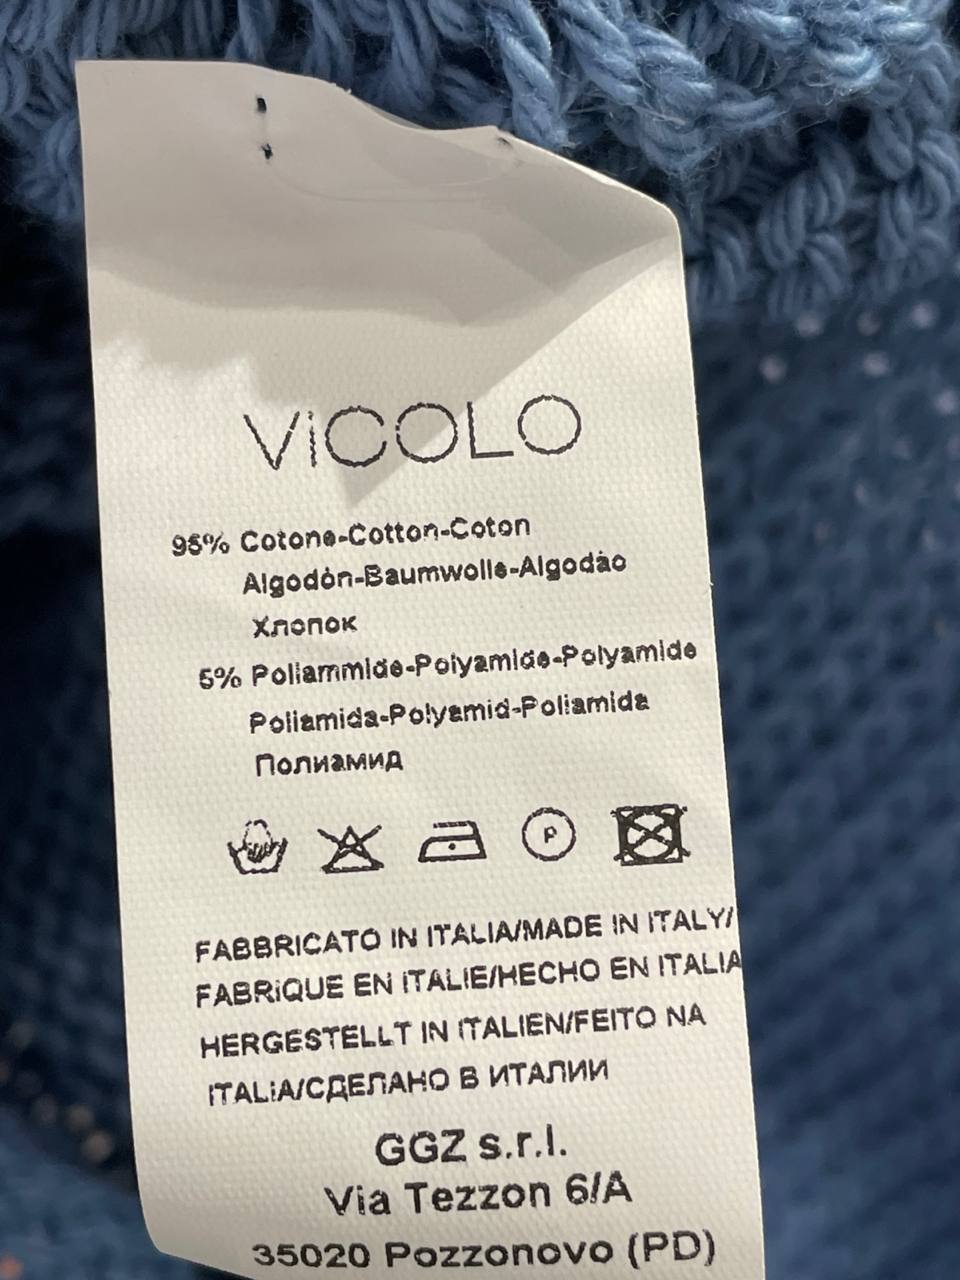 ViCOLO
95% Cotone-Cotton-Coton
Algodòn-Baumwolle-Algodão
Хлопок
5% Poliammide-Polyamide-Polyamide
Poliamida-Polyamid-Poliamida
Полиамид
P
FABBRICATO IN ITALIA/MADE IN ITALY/
FABRIQUE EN ITALIE/HECHO EN ITALIA
HERGESTELLT IN ITALIEN/FEITO NA
ITALIA/СДЕЛАНО В ИТАЛИИ
GGZ s.r.l.
Via Tezzon 6/A
35020 Pozzonovo (PD)